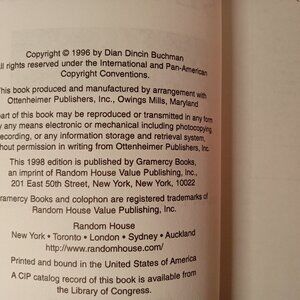 Copyright © 1996 by Dian Dincin Buchman
ll rights reserved under the International and Pan-American
Copyright Conventions.
This book produced and manufactured by arrangement with
Ottenheimer Publishers, Inc., Owings Mills, Maryland
part of this book may be reproduced or transmitted in any form
y any means electronic or mechanical including photocopying,
recording, or any information storage and retrieval system,
thout permission in writing from Ottenheimer Publishers, Inc.
This 1998 edition is published by Gramercy Books,
an imprint of Random House Value Publishing, Inc.,
201 East 50th Street, New York, New York, 10022
Gramercy Books and colophon are registered trademarks of
Random House Value Publishing, Inc.
Random House
New York • Toronto • London • Sydney • Auckland
http://www.randomhouse.com/
Printed and bound in the United States of America
A CIP catalog record of this book is available from
the Library of Congress.